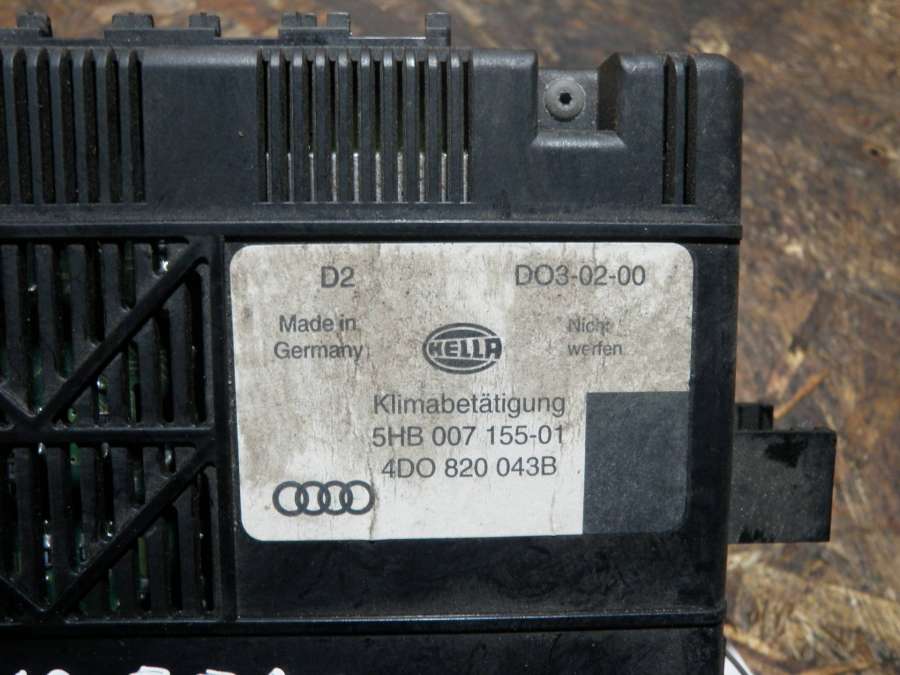 D2 DO3-02-00
Made in
Germany
HELLA
Nicht
werfen
Klimabetätigung
5HB 007 155-01
4DO 820 043B